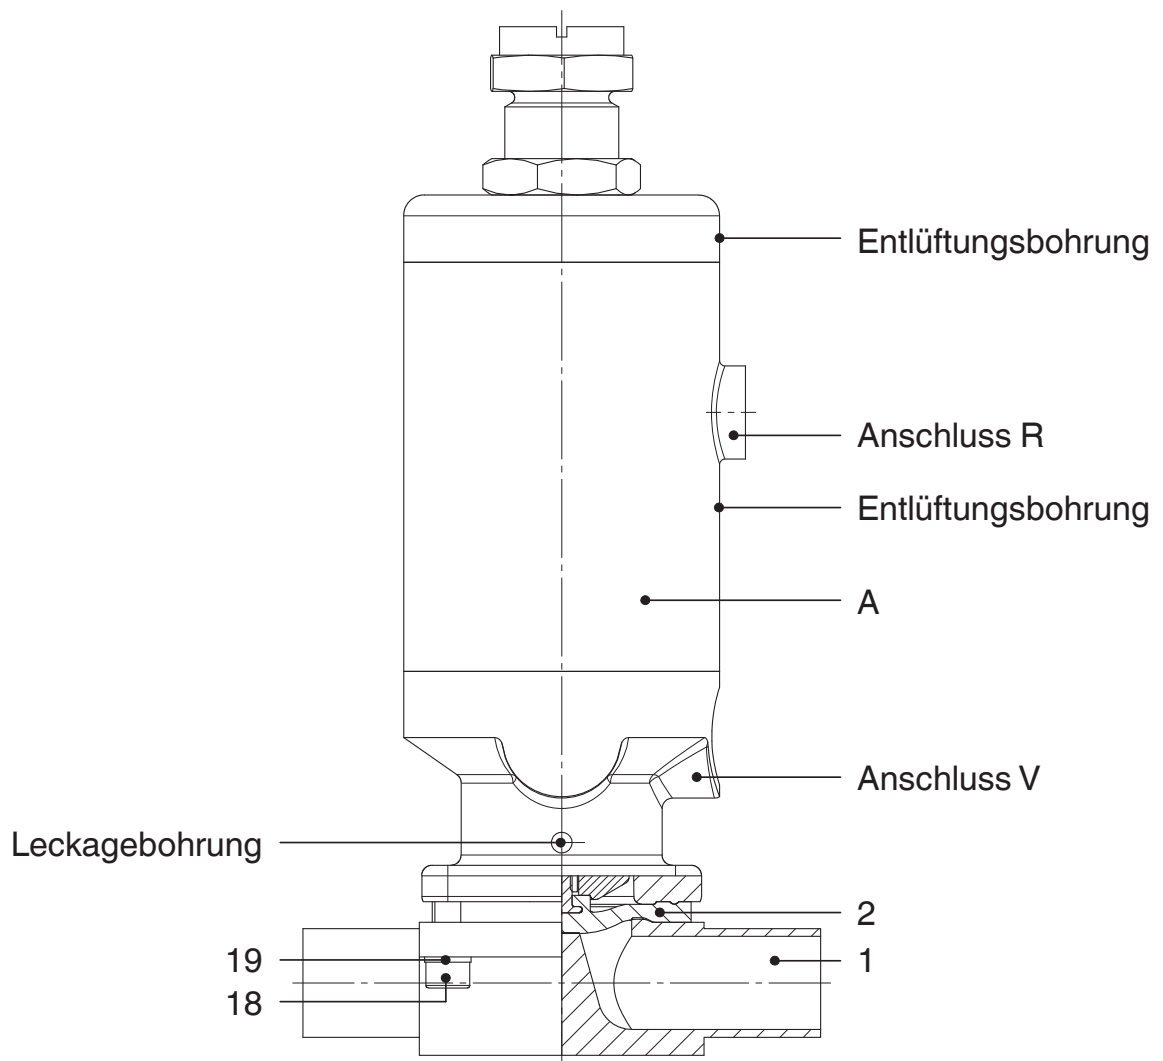 Entlüftungsbohrung
Anschluss R
Entlüftungsbohrung
A
Anschluss V
Leckagebohrung
2
19
1
18